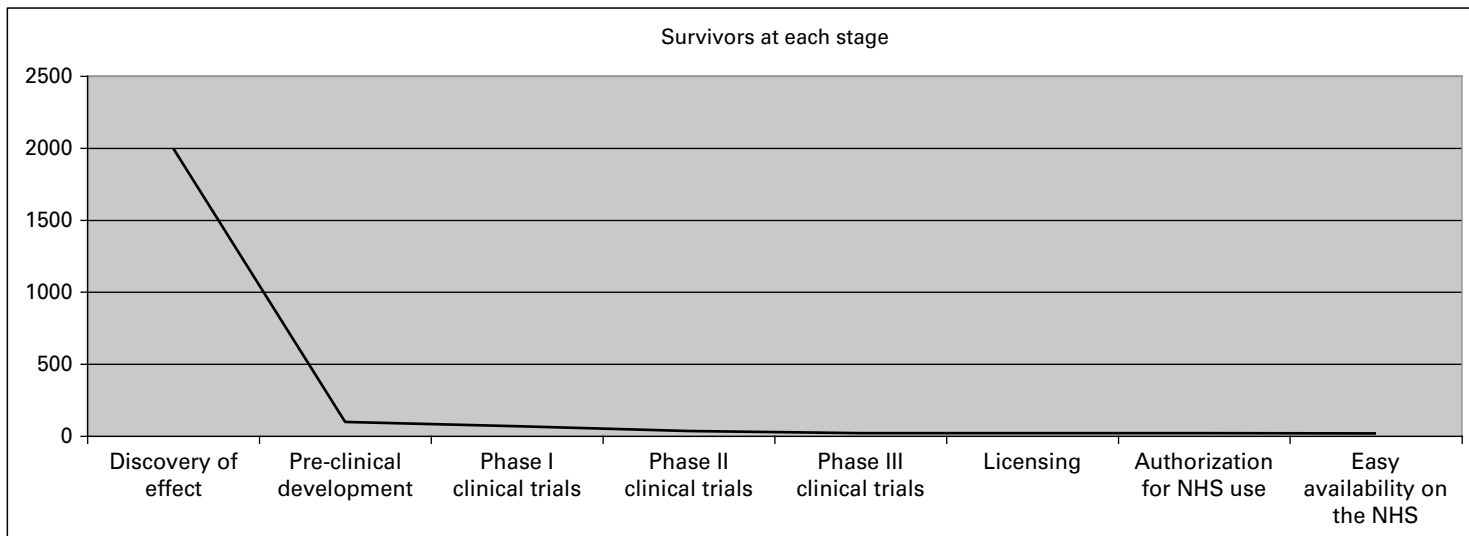 Survivors at each stage
2500
2000
1500
1000
500
0
Discovery of
effect
Pre-clinical
development
Phase I
clinical trials
Phase II
clinical trials
Phase III
clinical trials
Licensing
Authorization
for NHS use
Easy
availability on
the NHS